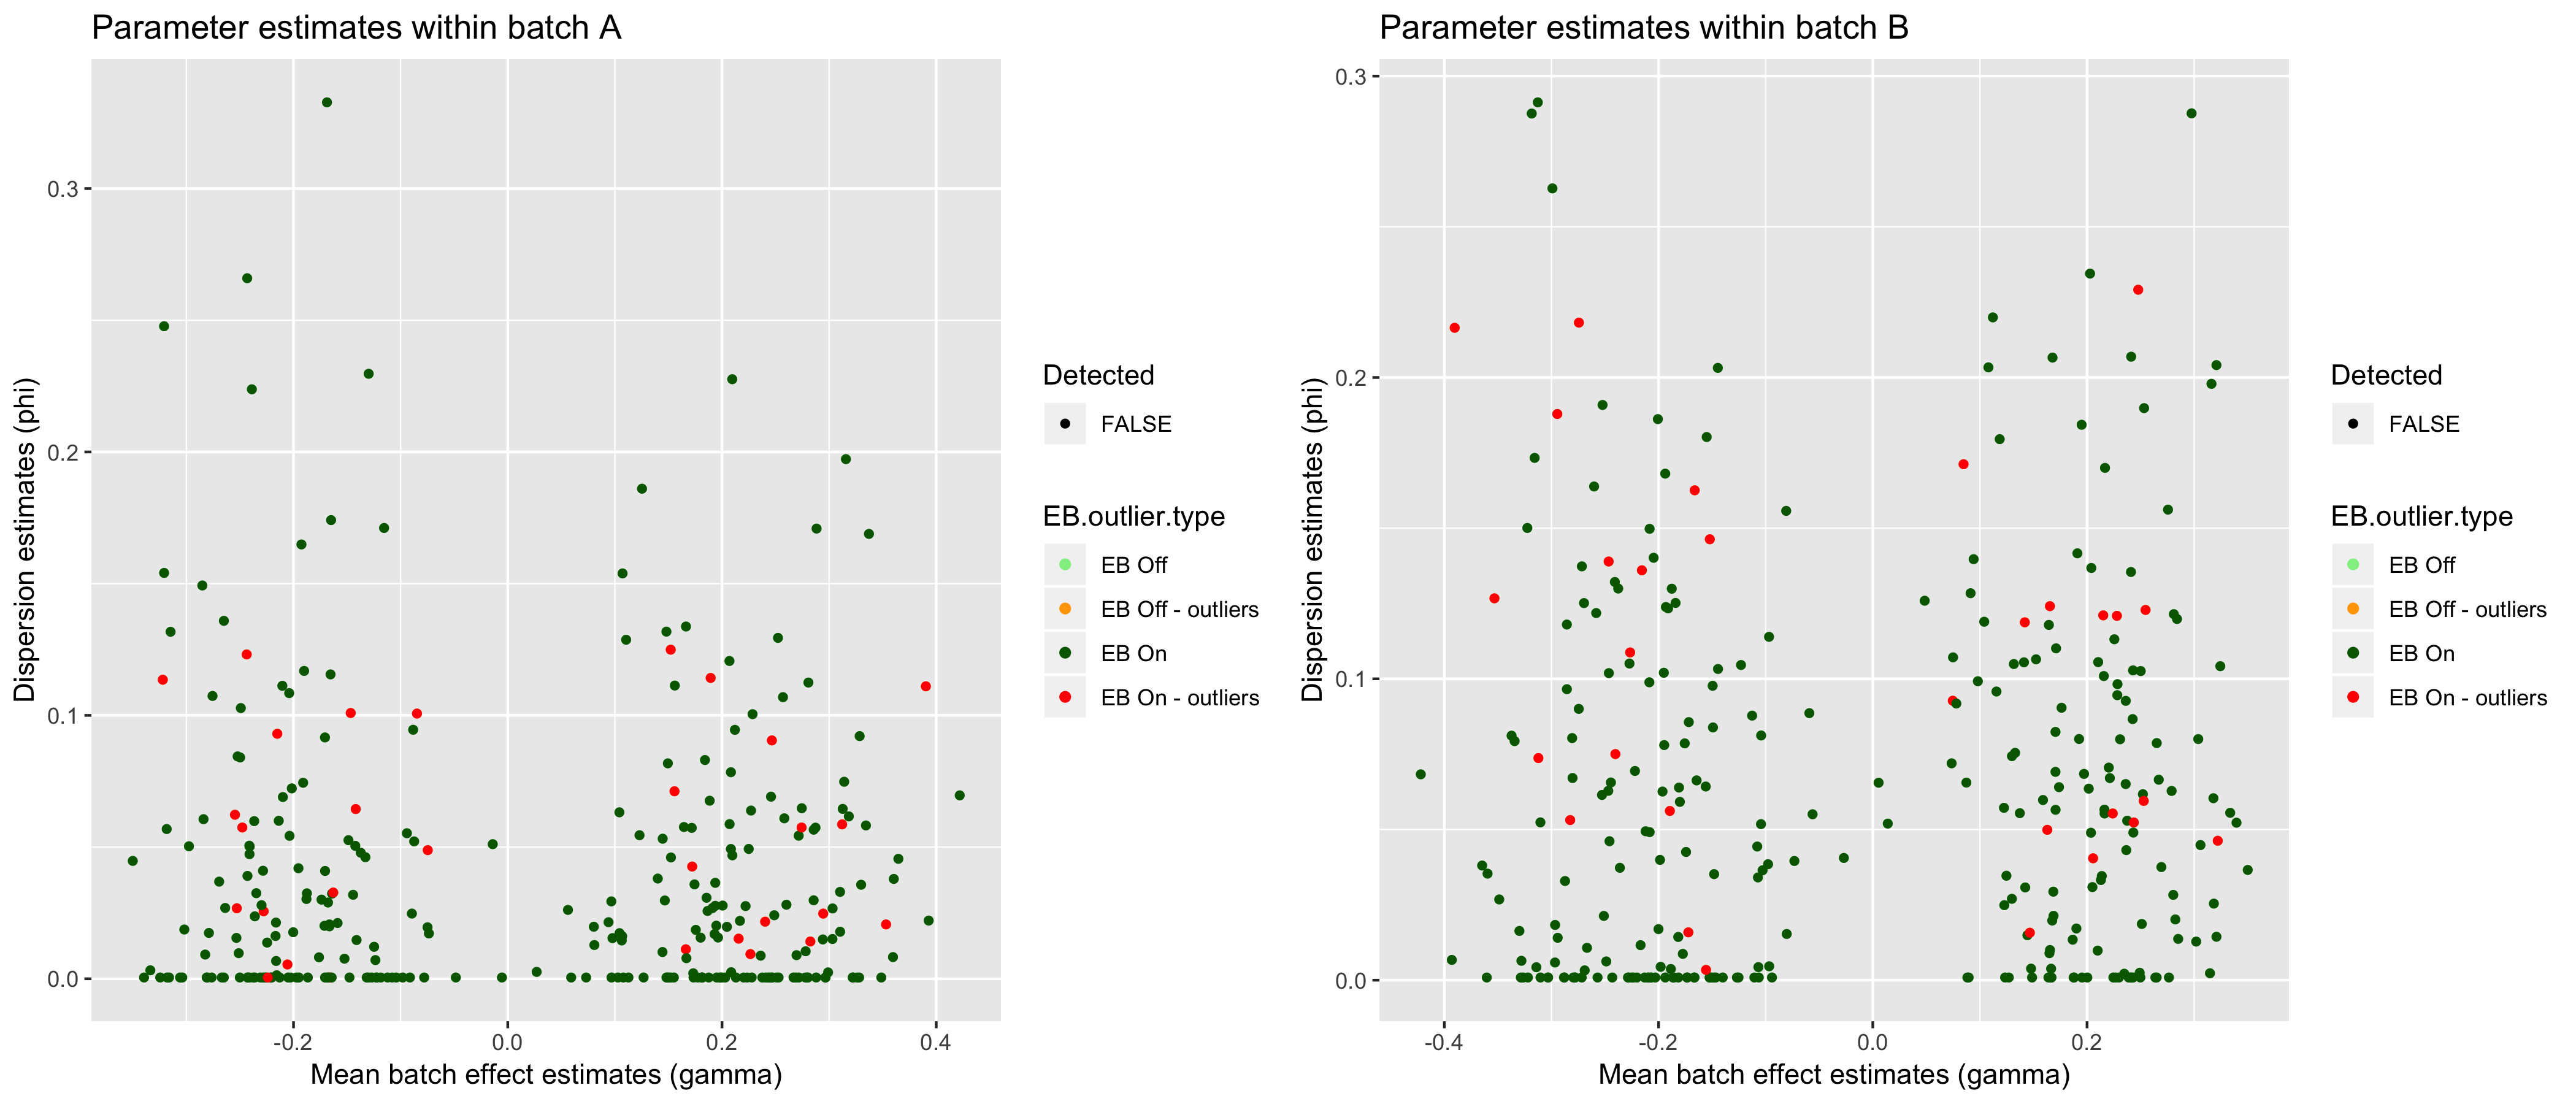 Parameter estimates within batch A
Dispersion estimates (phi)
0.3
0.2
0.1
0.0
-0.2
0.0
0.2
0.4
Mean batch effect estimates (gamma)
Detected
FALSE
EB.outlier.type
EB Off
EB Off - outliers
EB On
EB On - outliers
Parameter estimates within batch B
Dispersion estimates (phi)
0.3
0.2
0.1
0.0
-0.4
-0.2
0.0
0.2
Mean batch effect estimates (gamma)
Detected
FALSE
EB.outlier.type
EB Off
EB Off - outliers
EB On
EB On - outliers